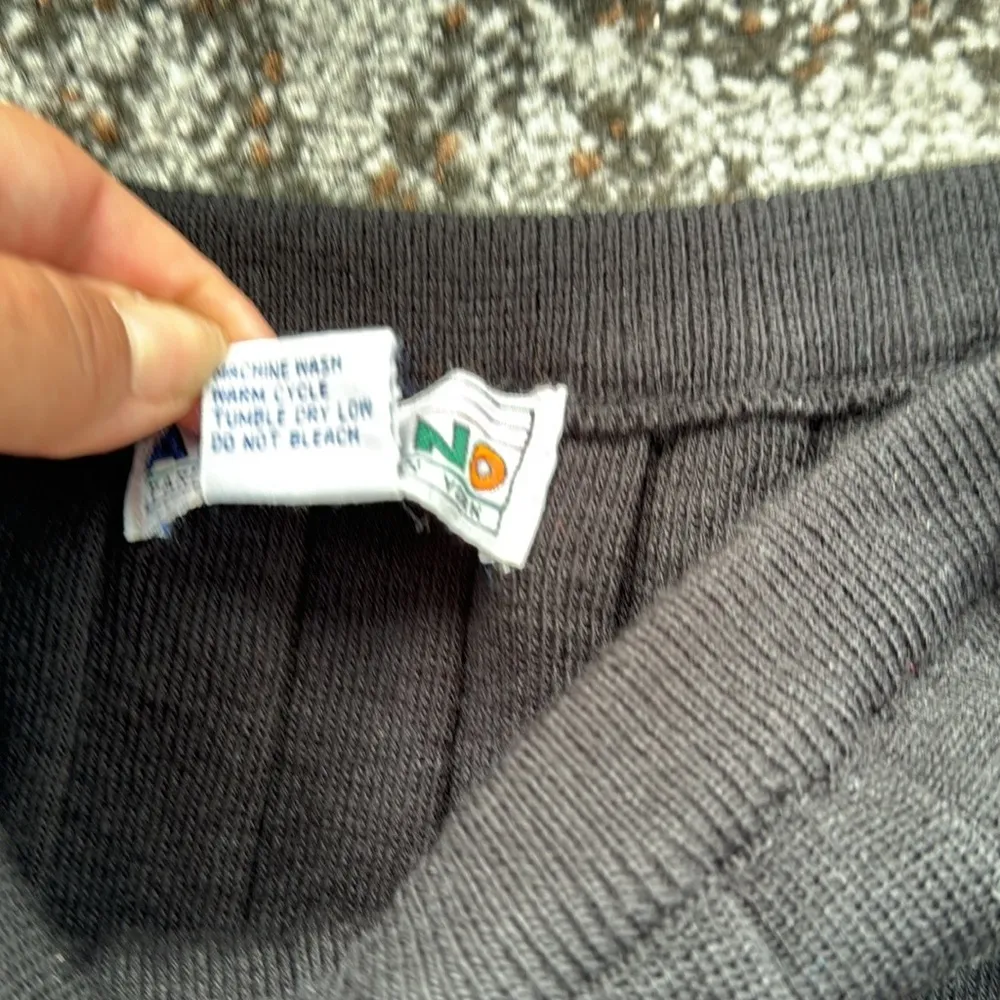 MACHINE WASH
WARM CYCLE
TUMBLE DRY LOW
DO NOT BLEACH
NO